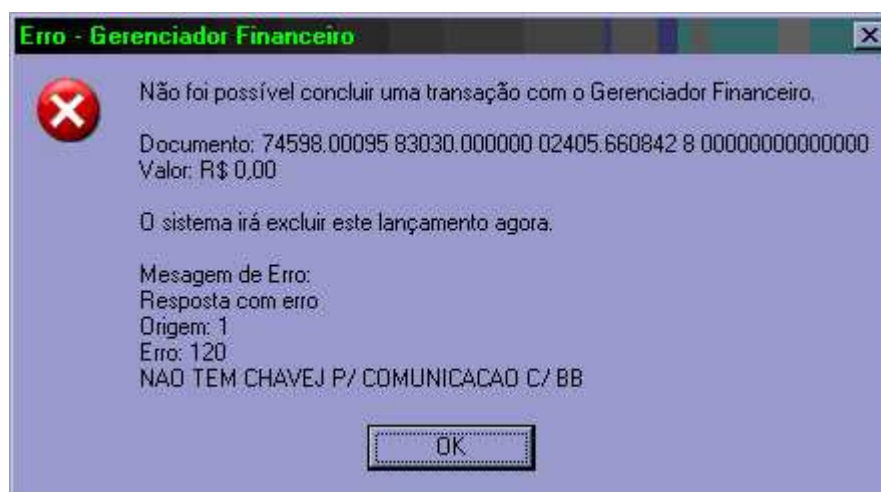 Erro - Gerenciador Financeiro
Não foi possível concluir uma transação com o Gerenciador Financeiro.
Documento: 74598.00095 83030.000000 02405.660842 8 00000000000000
Valor: R$ 0,00
O sistema irá excluir este lançamento agora.
Mesagem de Erro:
Resposta com erro
Origem: 1
Erro: 120
NAO TEM CHAVEJ P/ COMUNICACAO C/ BB
OK